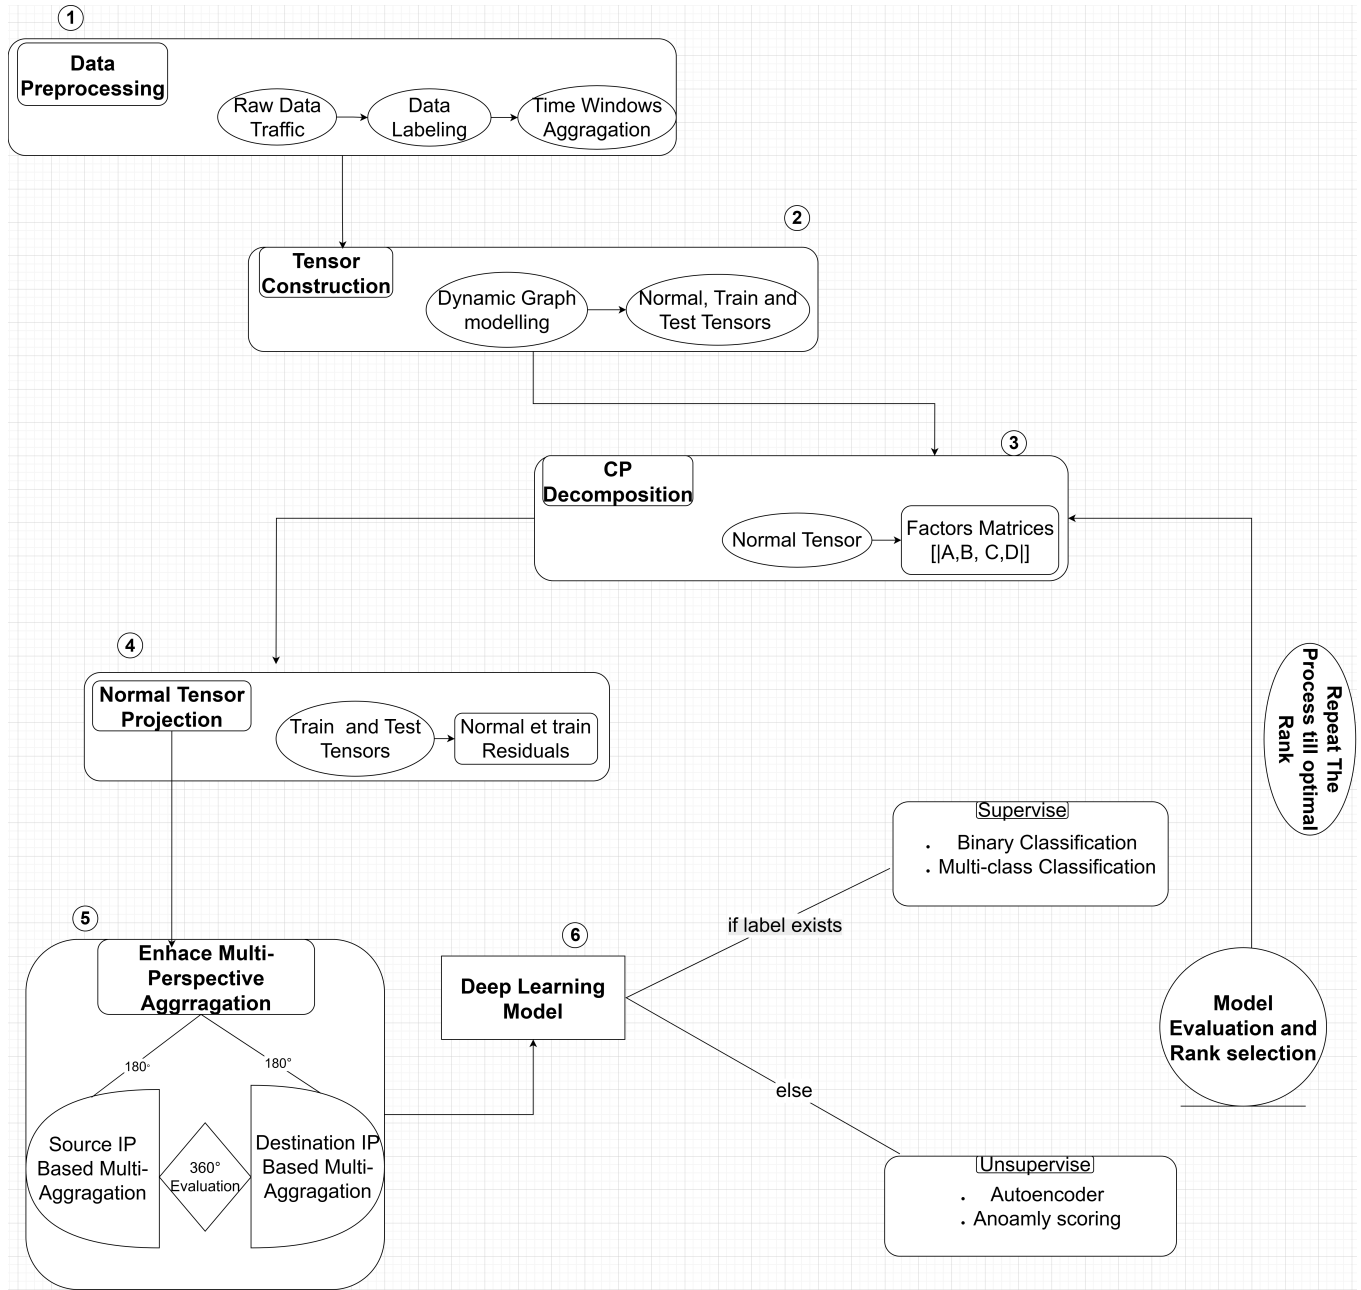 1
Data
Preprocessing
Raw Data
Traffic
Data
Labeling
Time Windows
Aggragation
2
Tensor
Construction
Dynamic Graph
modelling
Normal, Train and
Test Tensors
3
CP
Decomposition
Normal Tensor
Factors Matrices
[|A,B, C,D|]
4
Normal Tensor
Projection
Train and Test
Tensors
Normal et train
Residuals
Repeat The
Process till optimal
Rank
Supervise
• Binary Classification
• Multi-class Classification
if label exists
5
Enhace Multi-
Perspective
Aggrragation
180°
180°
Source IP
Based Multi-
Aggragation
360°
Evaluation
Destination IP
Based Multi-
Aggragation
6
Deep Learning
Model
Model
Evaluation and
Rank selection
else
Unsupervise
• Autoencoder
• Anoamly scoring